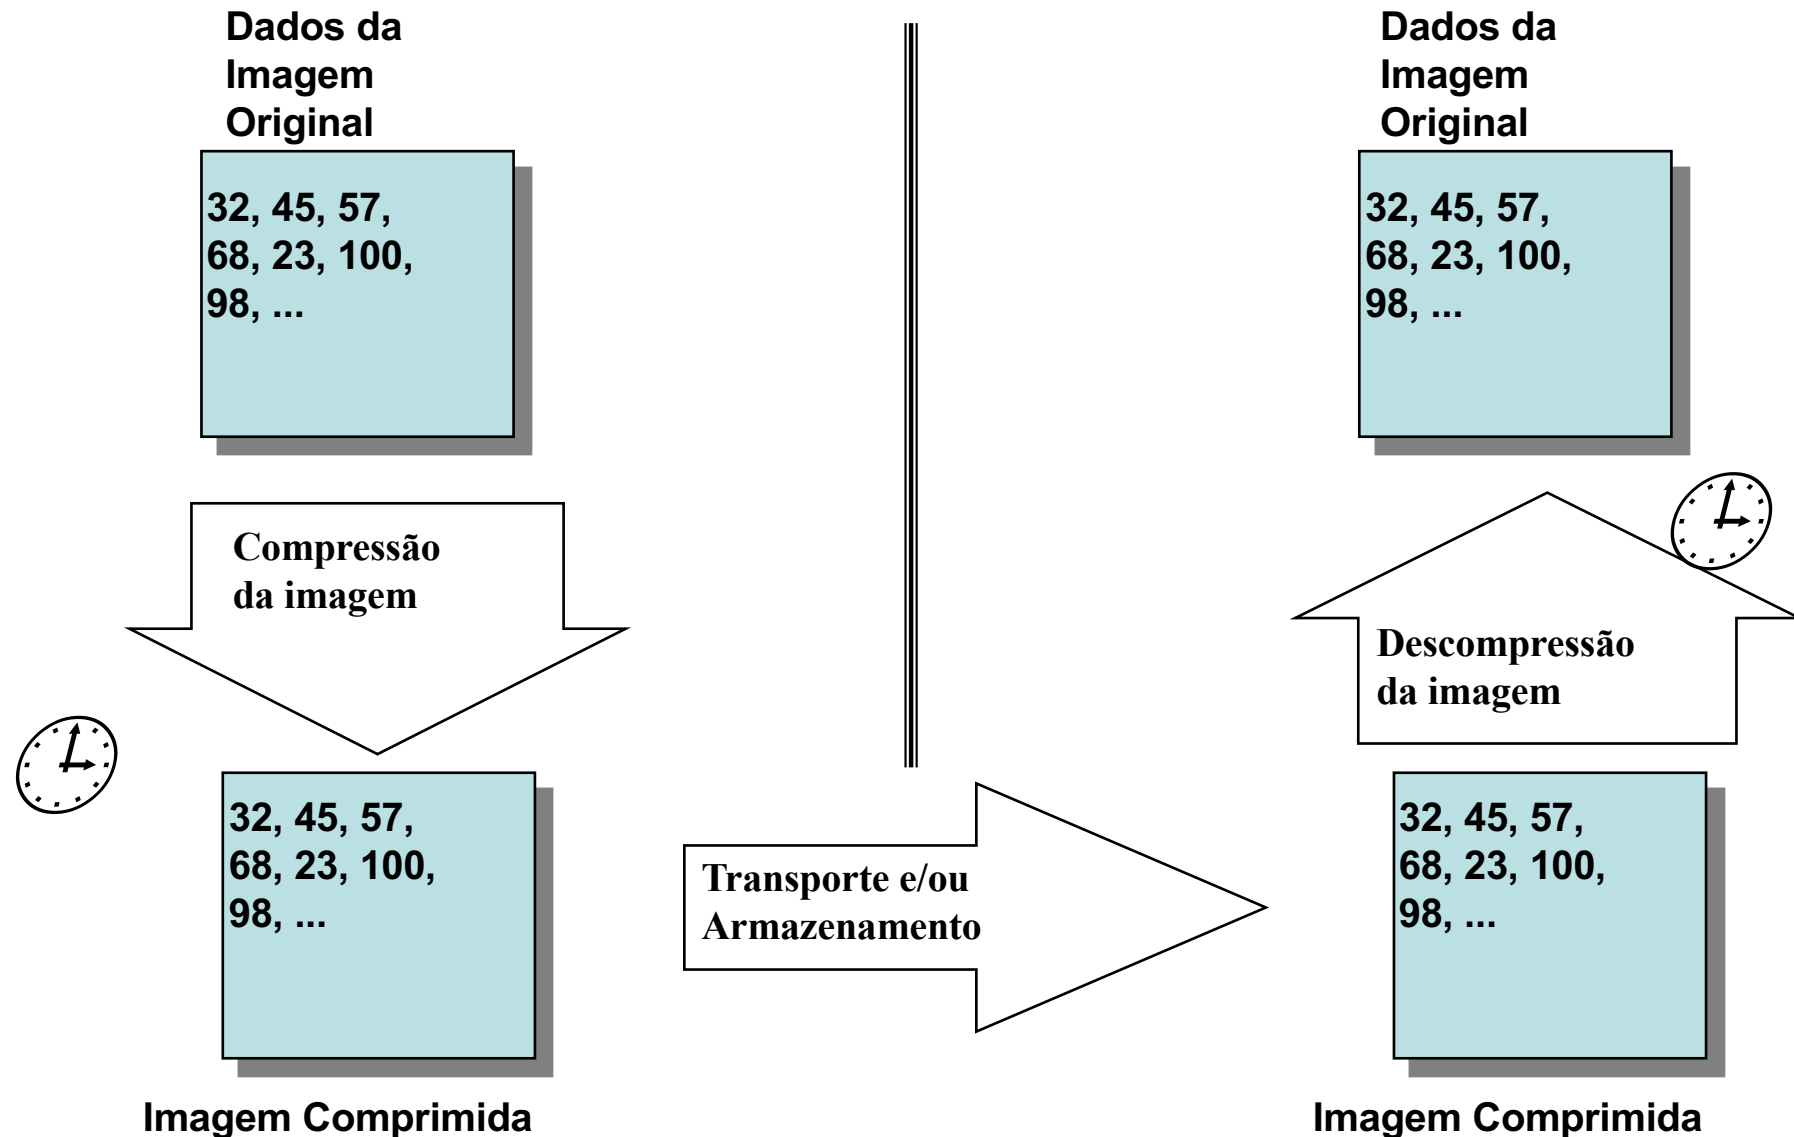 Dados da
Imagem
Original
32, 45, 57,
68, 23, 100,
98, ...
Compressão
da imagem
32, 45, 57,
68, 23, 100,
98, ...
Imagem Comprimida
Transporte e/ou
Armazenamento
Dados da
Imagem
Original
32, 45, 57,
68, 23, 100,
98, ...
Descompressão
da imagem
32, 45, 57,
68, 23, 100,
98, ...
Imagem Comprimida